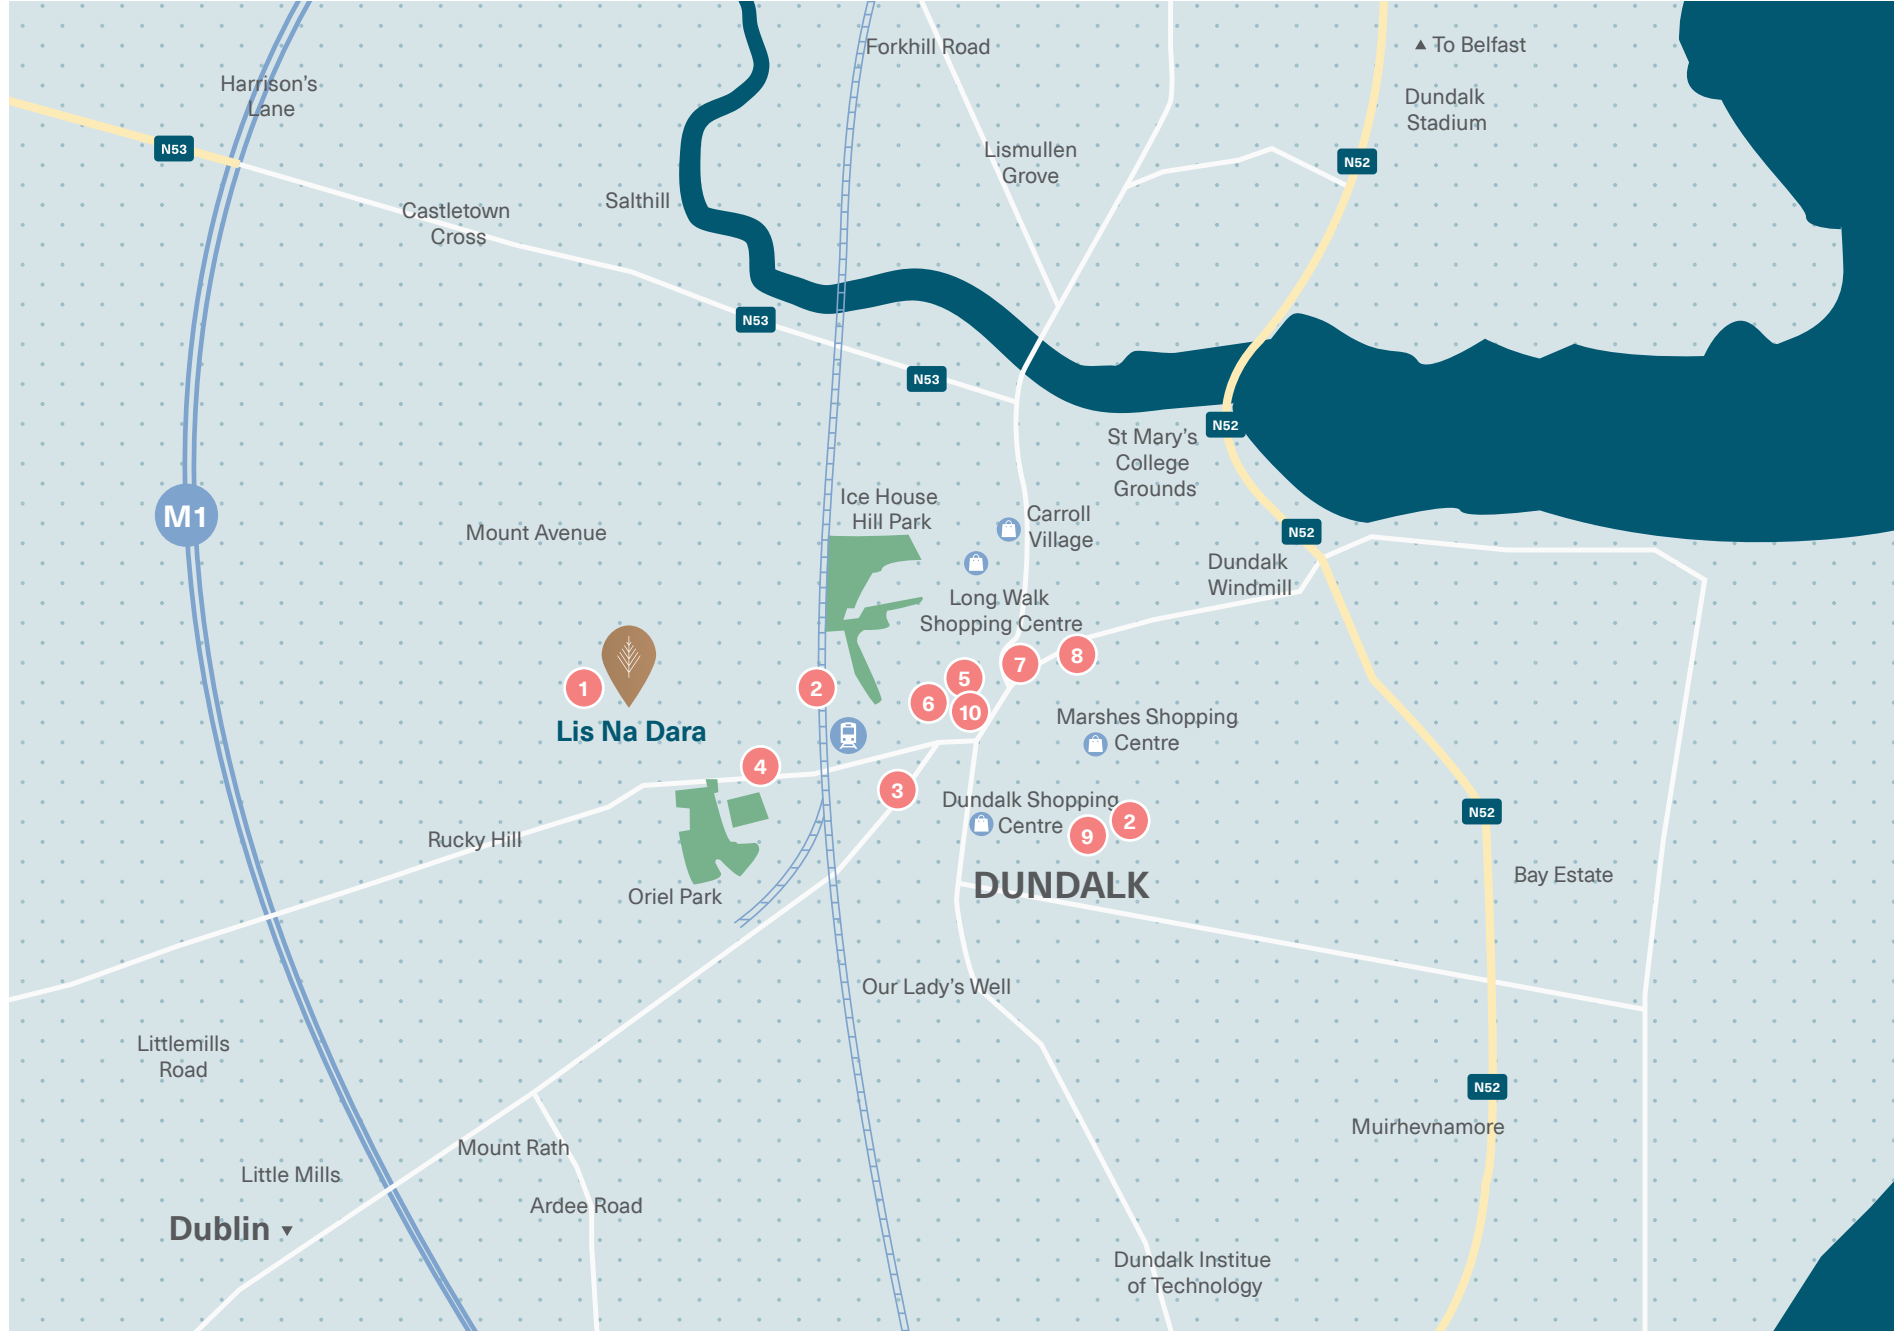 Forkhill Road
▲ To Belfast
Harrison's
Lane
Dundalk
Stadium
N53
Lismullen
Grove
N52
Castletown
Cross
Salthill
N53
N53
St Mary's
College
Grounds
N52
M1
Mount Avenue
Ice House
Hill Park
Carroll
Village
N52
Dundalk
Windmill
Long Walk
Shopping Centre
1
Lis Na Dara
2
5
6
10
7
8
Marshes Shopping
Centre
4
3
Dundalk Shopping
Centre
9
2
N52
Rucky Hill
Oriel Park
DUNDALK
Bay Estate
Our Lady's Well
Littlemills
Road
N52
Muirhevnamore
Mount Rath
Little Mills
Ardee Road
Dublin ▼
Dundalk Institue
of Technology